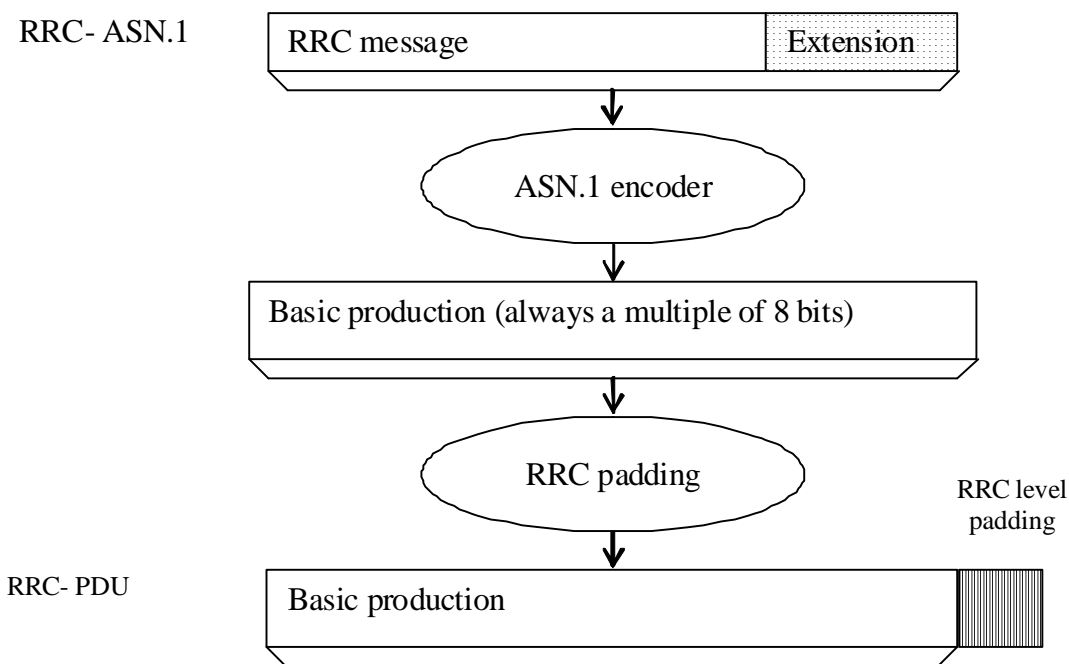 RRC- ASN.1
RRC message
Extension
ASN.1 encoder
Basic production (always a multiple of 8 bits)
RRC padding
RRC level
padding
RRC- PDU
Basic production